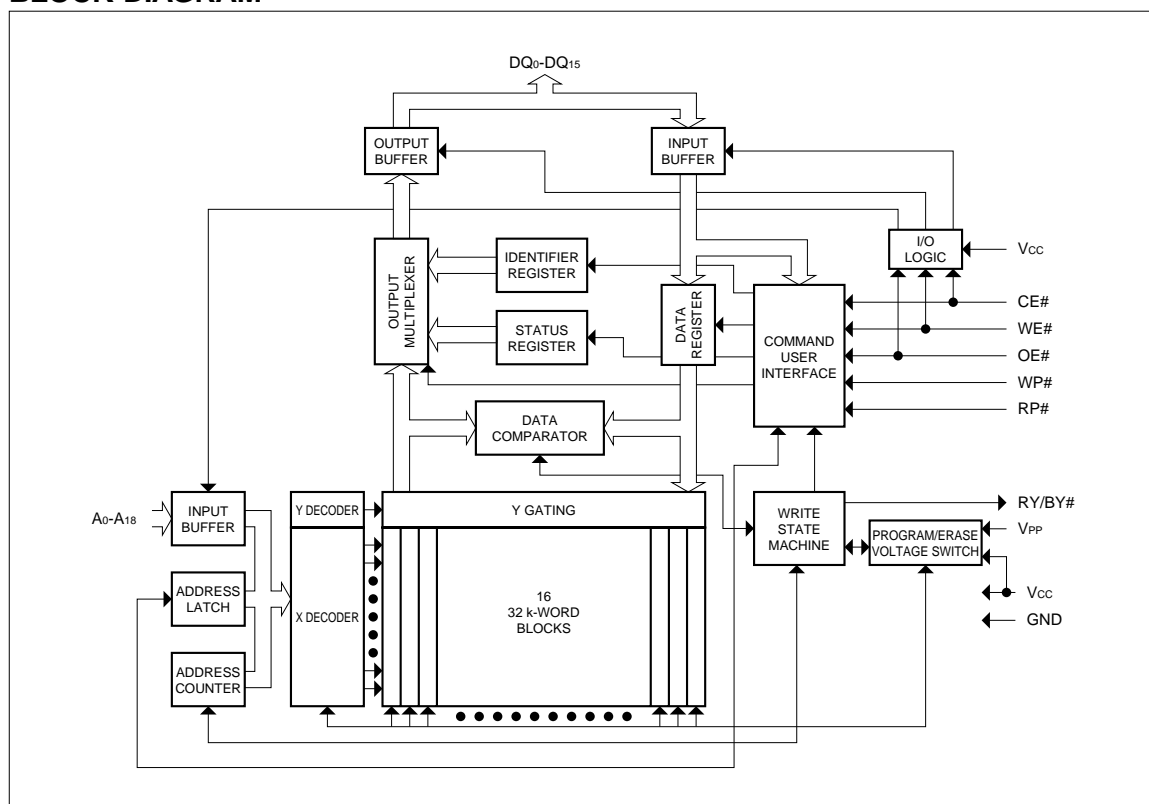 BLOCK DIAGRAM
DQ0-DQ15
OUTPUT
BUFFER
INPUT
BUFFER
I/O
LOGIC
VCC
OUTPUT
MULTIPLEXER
IDENTIFIER
REGISTER
STATUS
REGISTER
DATA
REGISTER
COMMAND
USER
INTERFACE
CE#
WE#
OE#
WP#
RP#
DATA
COMPARATOR
A0-A18
INPUT
BUFFER
Y DECODER
Y GATING
WRITE
STATE
MACHINE
RY/BY#
VPP
PROGRAM/ERASE
VOLTAGE SWITCH
ADDRESS
LATCH
X DECODER
16
32 k-WORD
BLOCKS
VCC
GND
ADDRESS
COUNTER